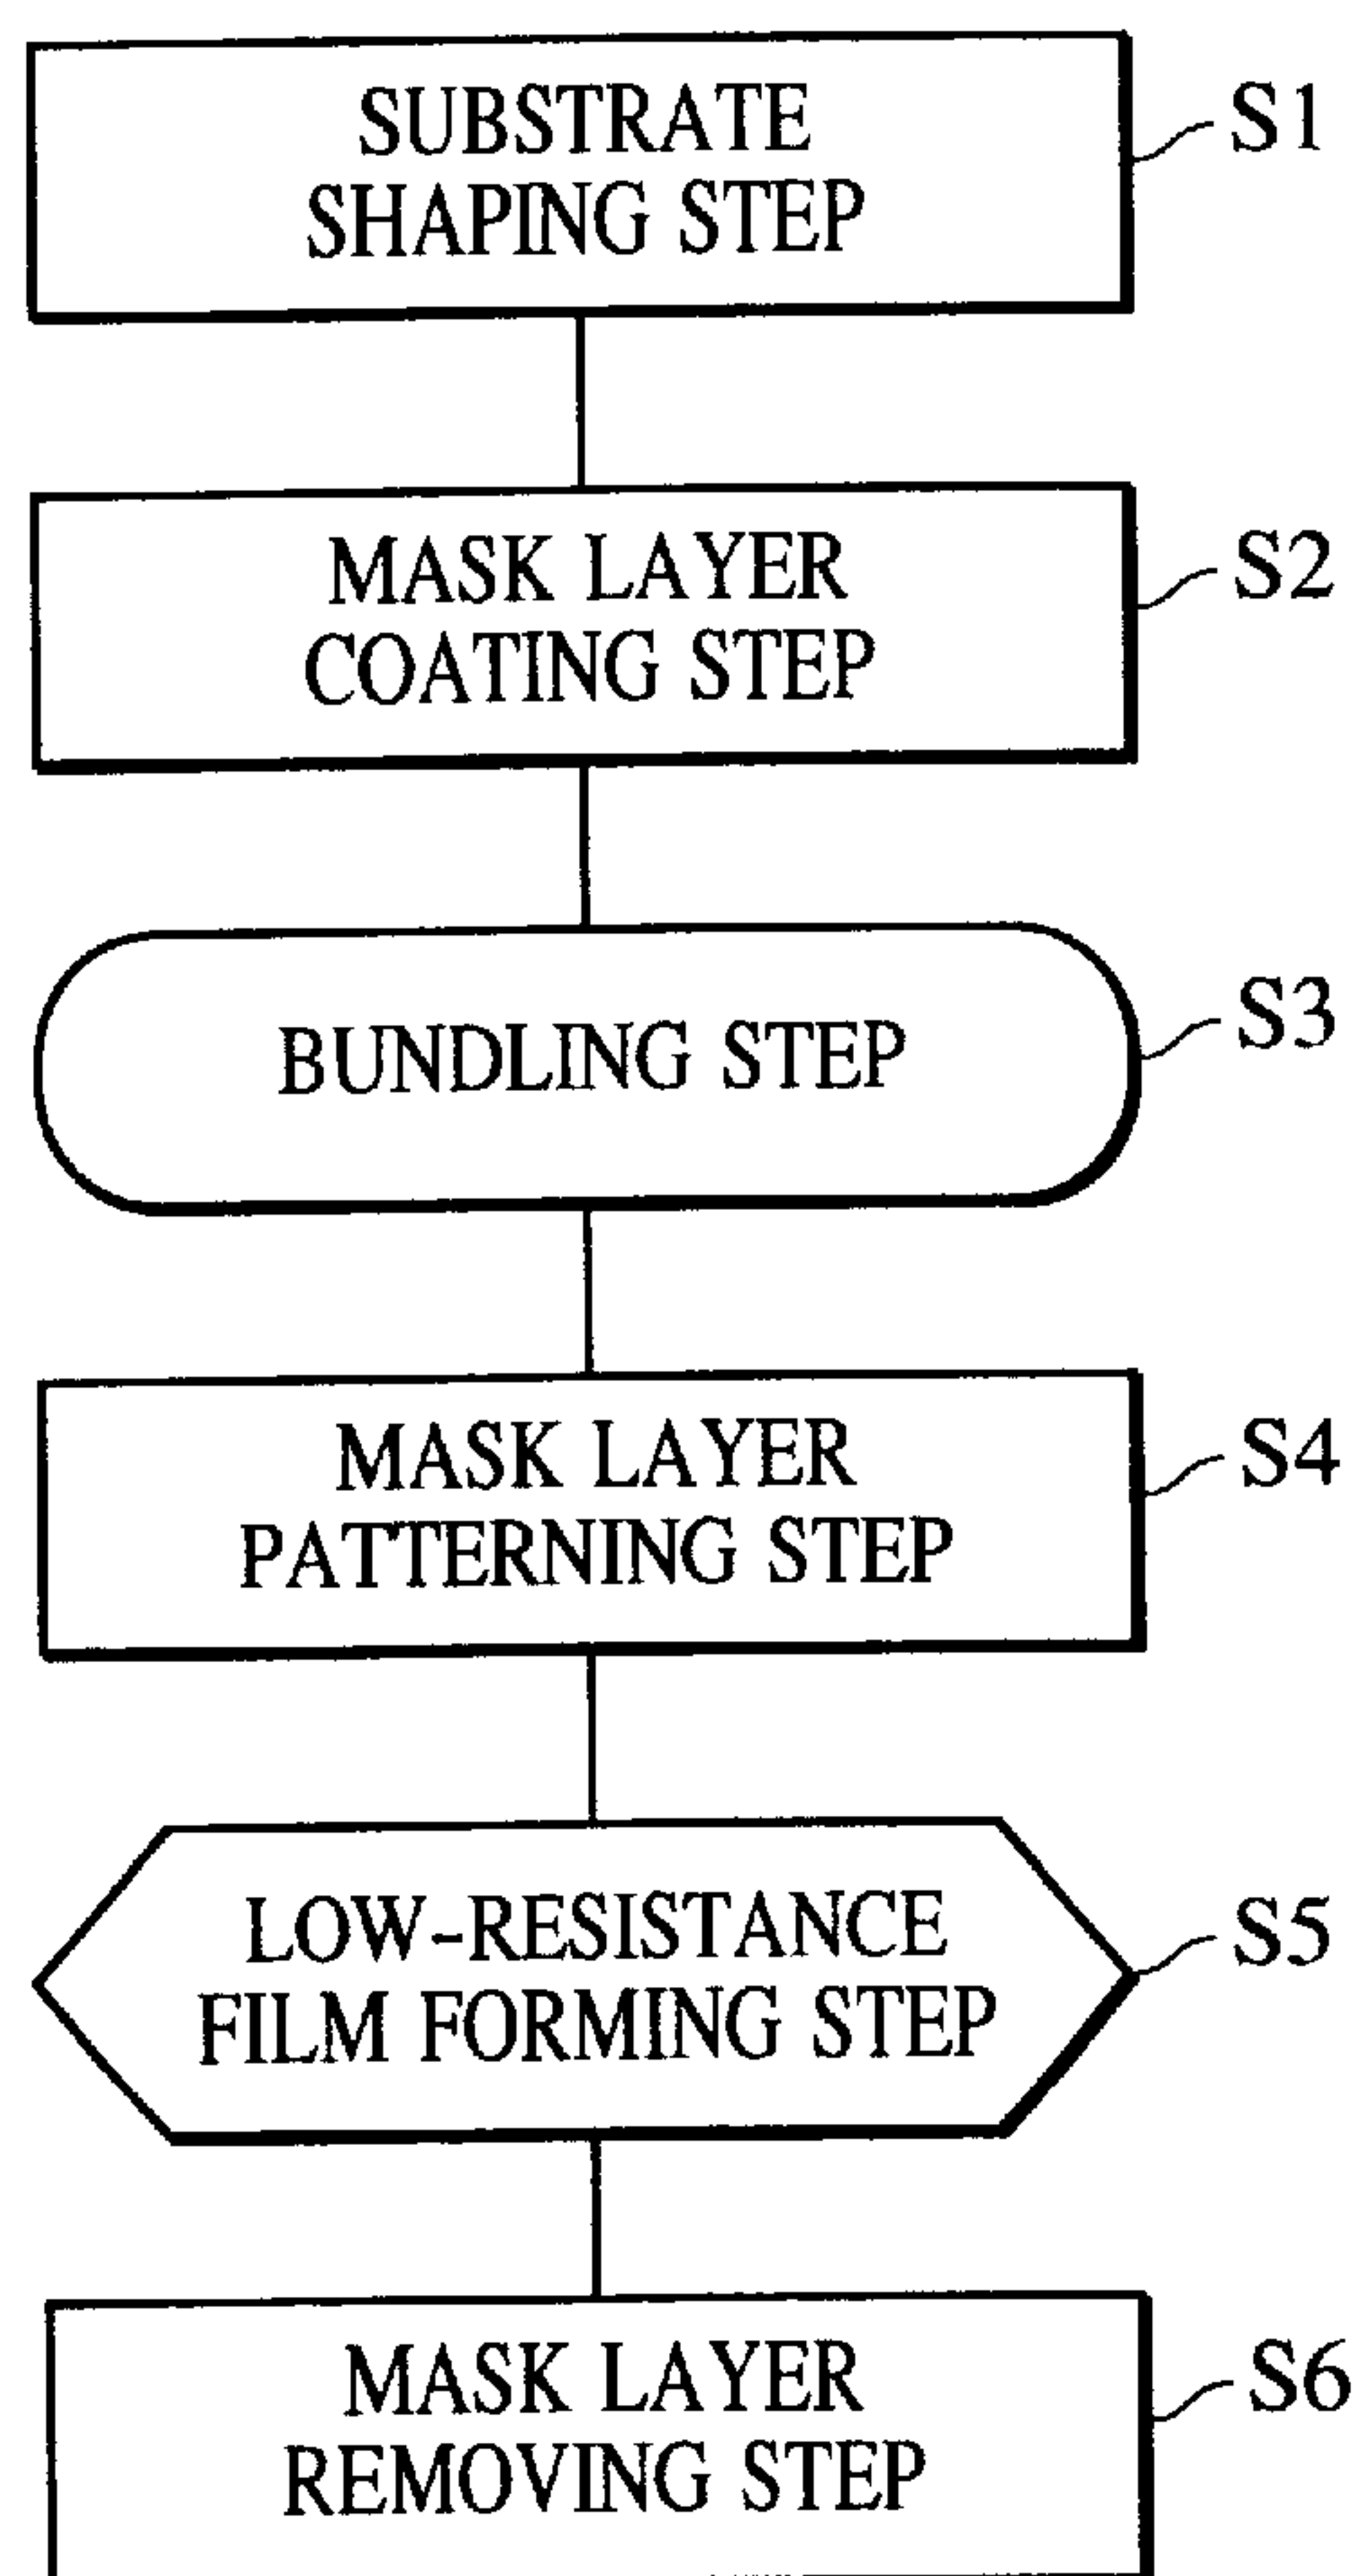 SUBSTRATE
SHAPING STEP
S1
MASK LAYER
COATING STEP
S2
BUNDLING STEP
S3
MASK LAYER
PATTERNING STEP
S4
LOW-RESISTANCE
FILM FORMING STEP
S5
MASK LAYER
REMOVING STEP
S6